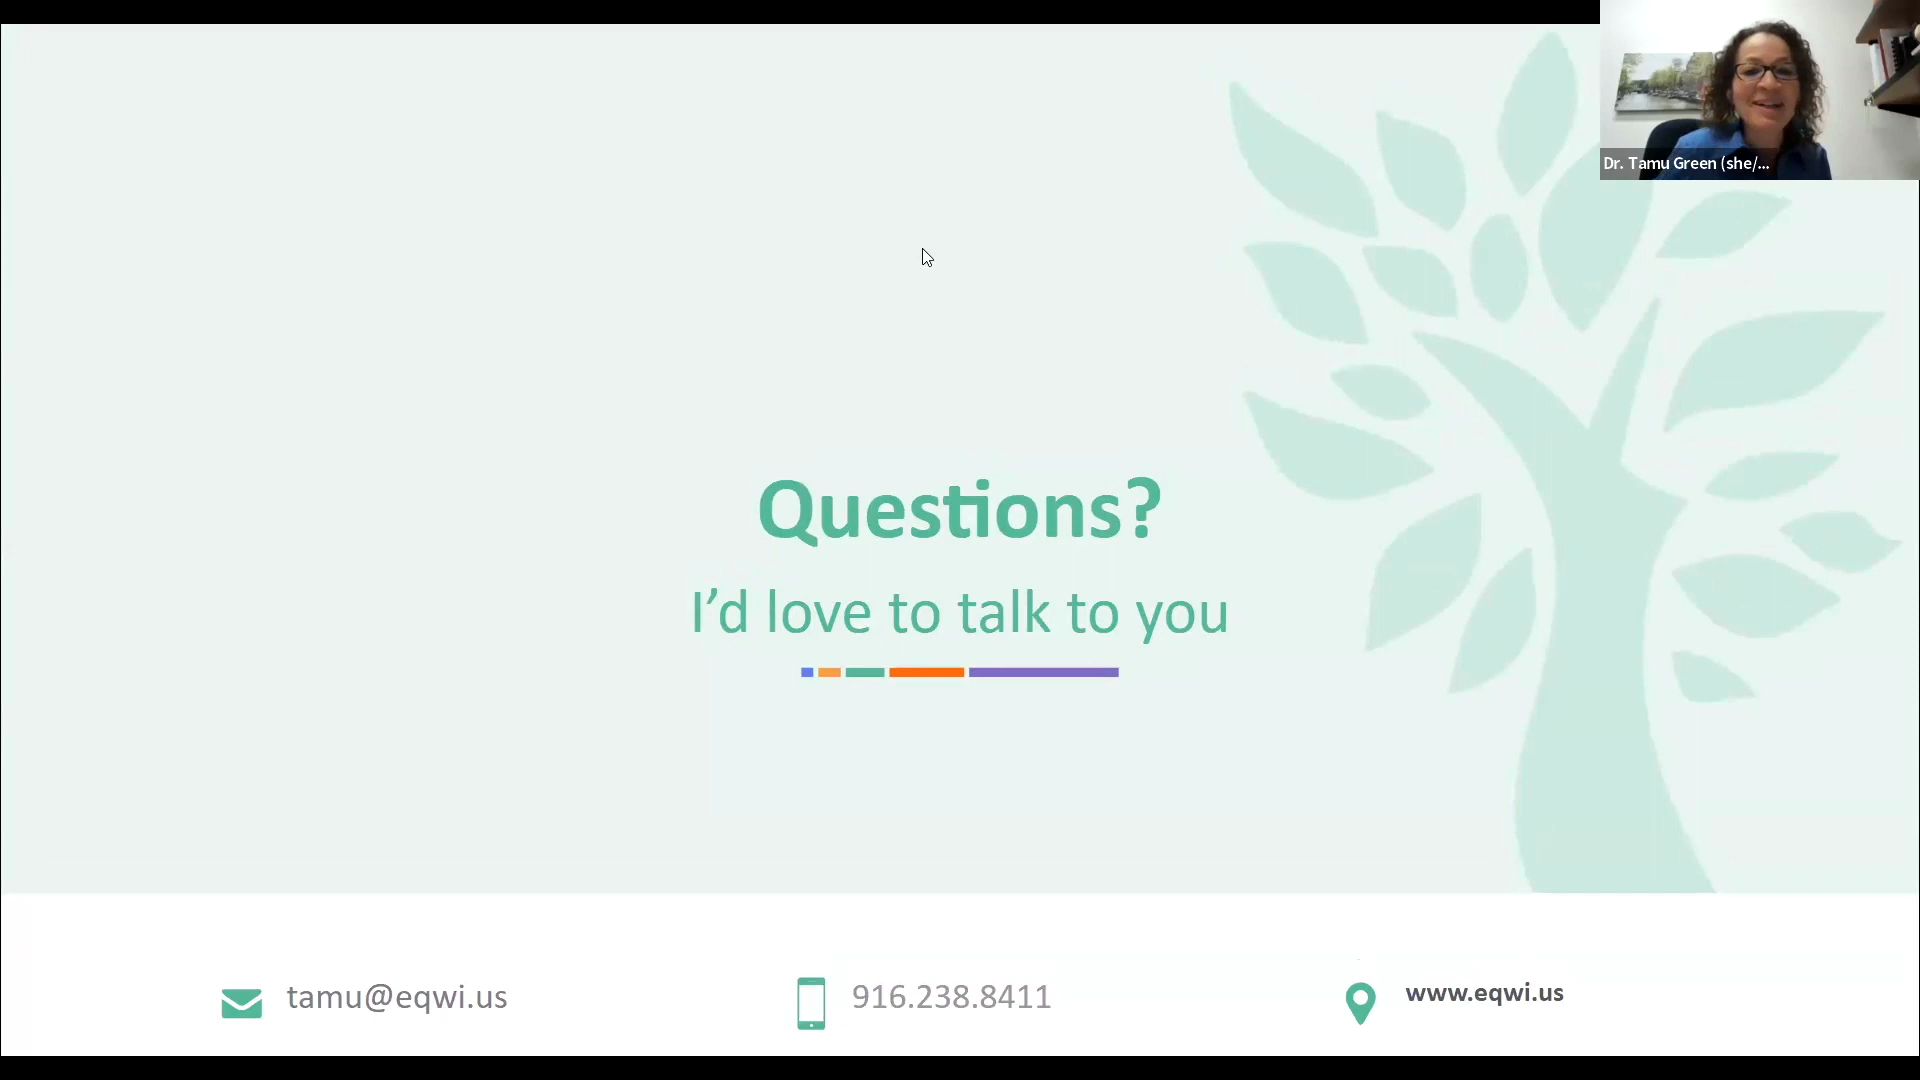 Dr. Tamu Green (she/...
Questions?
I’d love to talk to you
tamu@eqwi.us
916.238.8411
www.eqwi.us